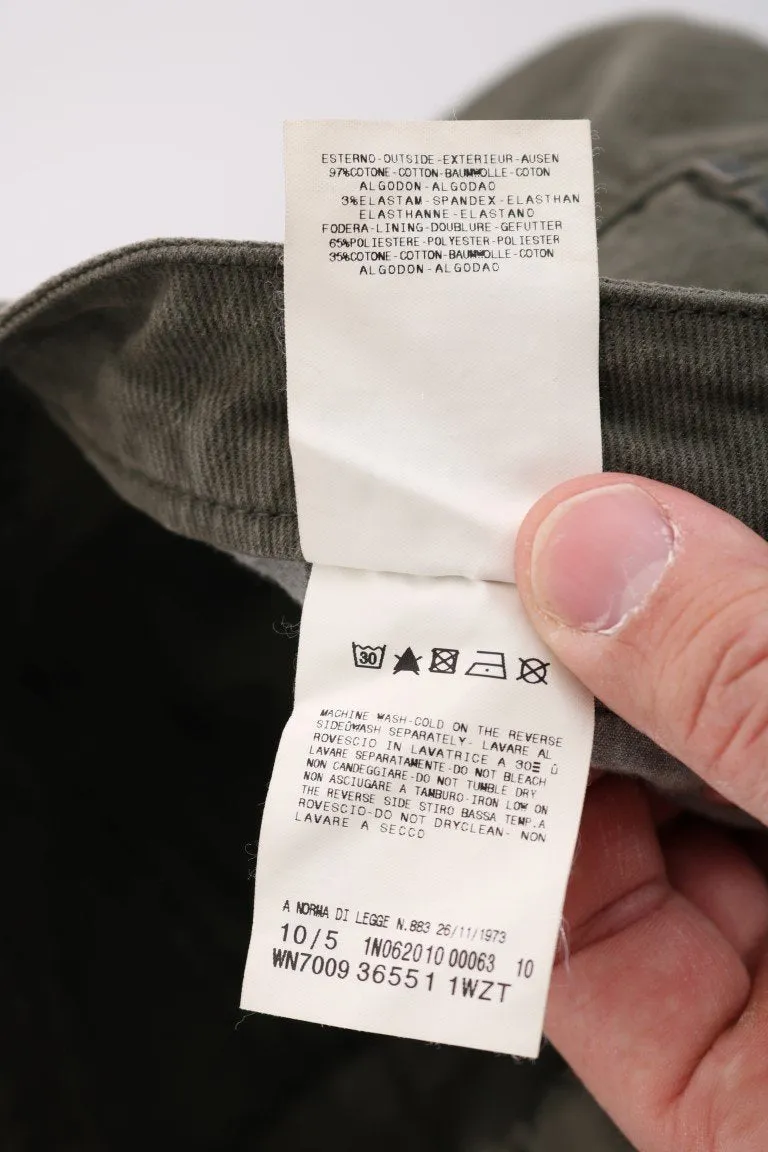 ESTERNO-OUTSIDE-EXTERIEUR-AUSEN
97%COTONE-COTTON-BAUMWOLLE-COTON
ALGODON-ALGODAO
3%ELASTAM-SPANDEX-ELASTHAN
ELASTHANNE-ELASTANO
FODERA-LINING-DOUBLURE-GEFUTTER
65%POLIESTERE-POLYESTER-POLIESTER
35%COTONE-COTTON-BAUMWOLLE-COTON
ALGODON-ALGODAO
30
MACHINE WASH-COLD ON THE REVERSE
SIDEÛWASH SEPARATELY- LAVARE AL
ROVESCIO IN LAVATRICE A 30Ξ Û
LAVARE SEPARATAMENTE-DO NOT BLEACH
NON CANDEGGIARE-DO NOT TUMBLE DRY
NON ASCIUGARE A TAMBURO-IRON LOW ON
THE REVERSE SIDE STIRO BASSA TEMP.A
ROVESCIO-DO NOT DRYCLEAN- NON
LAVARE A SECCO
A NORMA DI LEGGE N.883 26/11/1973
10/5 1N062010 00063 10
WN7009 36551 1WZT